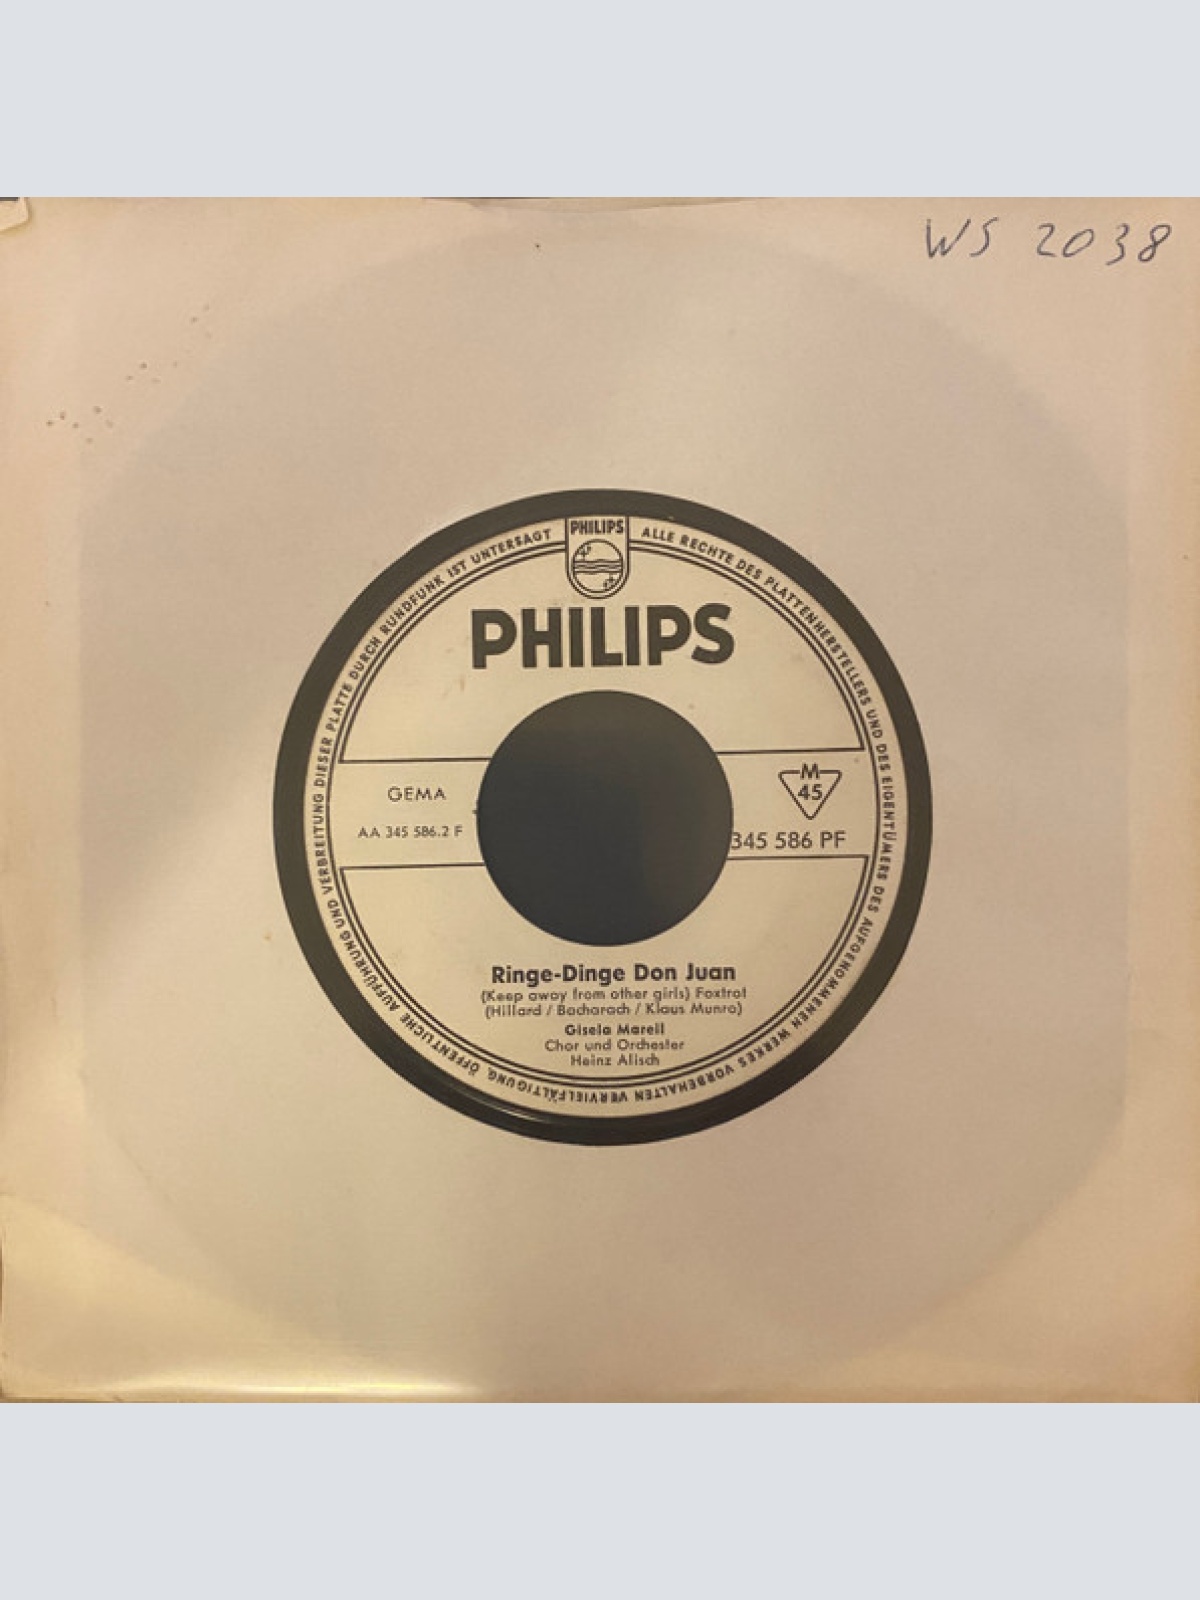 WS 2038
PHILIPS
ALLE RECHTE DES PLATTENHERSTELLERS UND DES EIGENTÜMERS DES AUFGENOMMENEN WERKES VORBEHALTEN VERVIELFÄLTIGUNG, ÖFFENTLICHE AUFFÜHRUNG UND VERBREITUNG DIESER PLATTE DURCH RUNDFUNK IST UNTERSAGT
PHILIPS
GEMA
AA 345 586.2 F
M
45
345 586 PF
Ringe-Dinge Don Juan
(Keep away from other girls) Foxtrot
(Hillard / Bacharach / Klaus Munro)
Gisela Marell
Chor und Orchester
Heinz Alisch